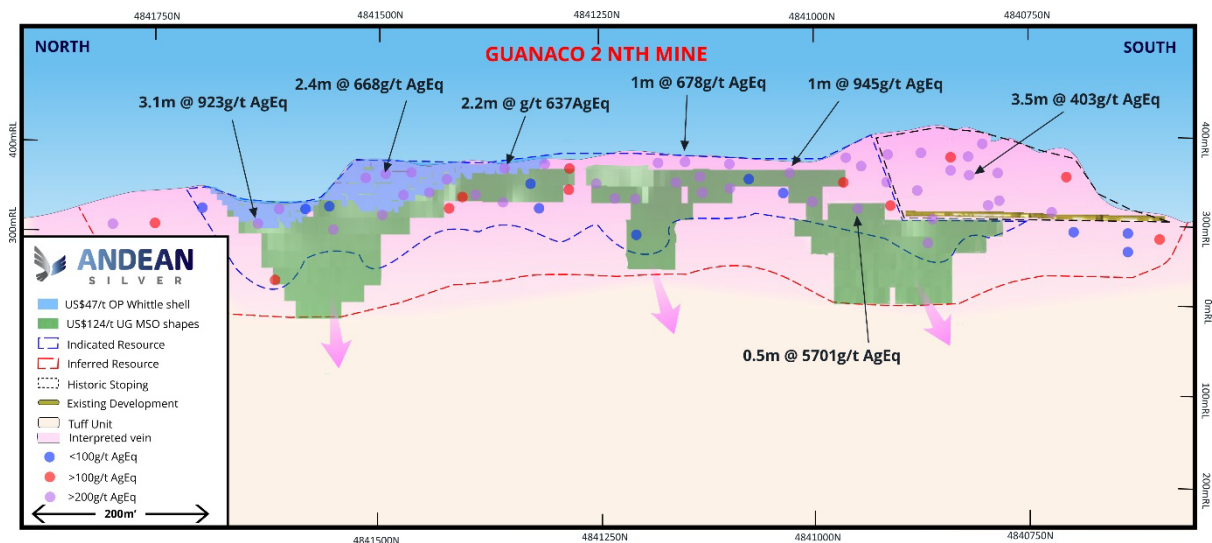 4841750N
4841500N
4841250N
4841000N
4840750N
NORTH
GUANACO 2 NTH MINE
SOUTH
3.1m @ 923g/t AgEq
2.4m @ 668g/t AgEq
2.2m @ g/t 637AgEq
1m @ 678g/t AgEq
1m @ 945g/t AgEq
3.5m @ 403g/t AgEq
0.5m @ 5701g/t AgEq
400mRL
300mRL
400mRL
300mRL
0mRL
100mRL
200mRL
ANDEAN
SILVER
US$47/t OP Whittle shell
US$124/t UG MSO shapes
Indicated Resource
Inferred Resource
Historic Stoping
Existing Development
Tuff Unit
Interpreted vein
<100g/t AgEq
>100g/t AgEq
>200g/t AgEq
200m'
4841500N
4841250N
4841000N
4840750N